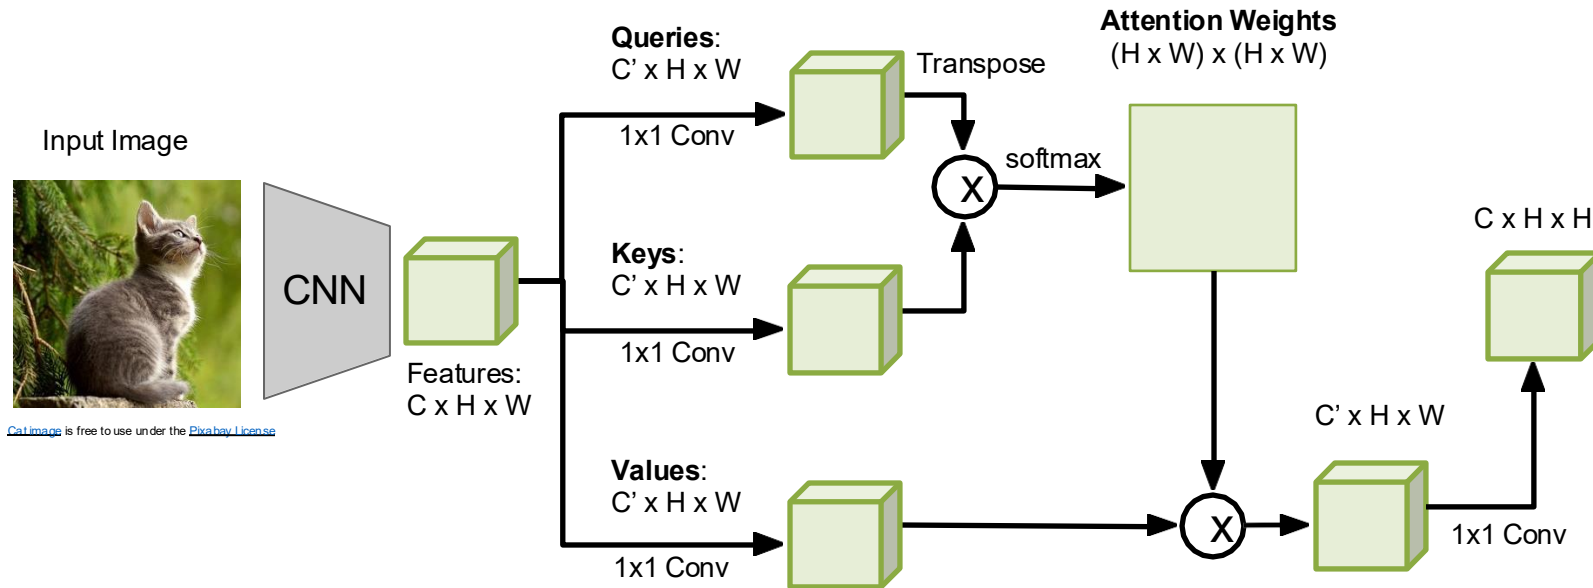 Input Image
Cat image is free to use under the Pixabay License
CNN
Features:
C x H x W
Queries:
C’ x H x W
1x1 Conv
Transpose
Keys:
C’ x H x W
1x1 Conv
Values:
C’ x H x W
1x1 Conv
X
softmax
Attention Weights
(H x W) x (H x W)
X
C’ x H x W
1x1 Conv
C x H x H